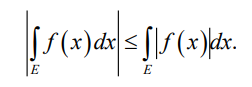 |∫_E f(x)dx| ≤ ∫_E |f(x)|dx.